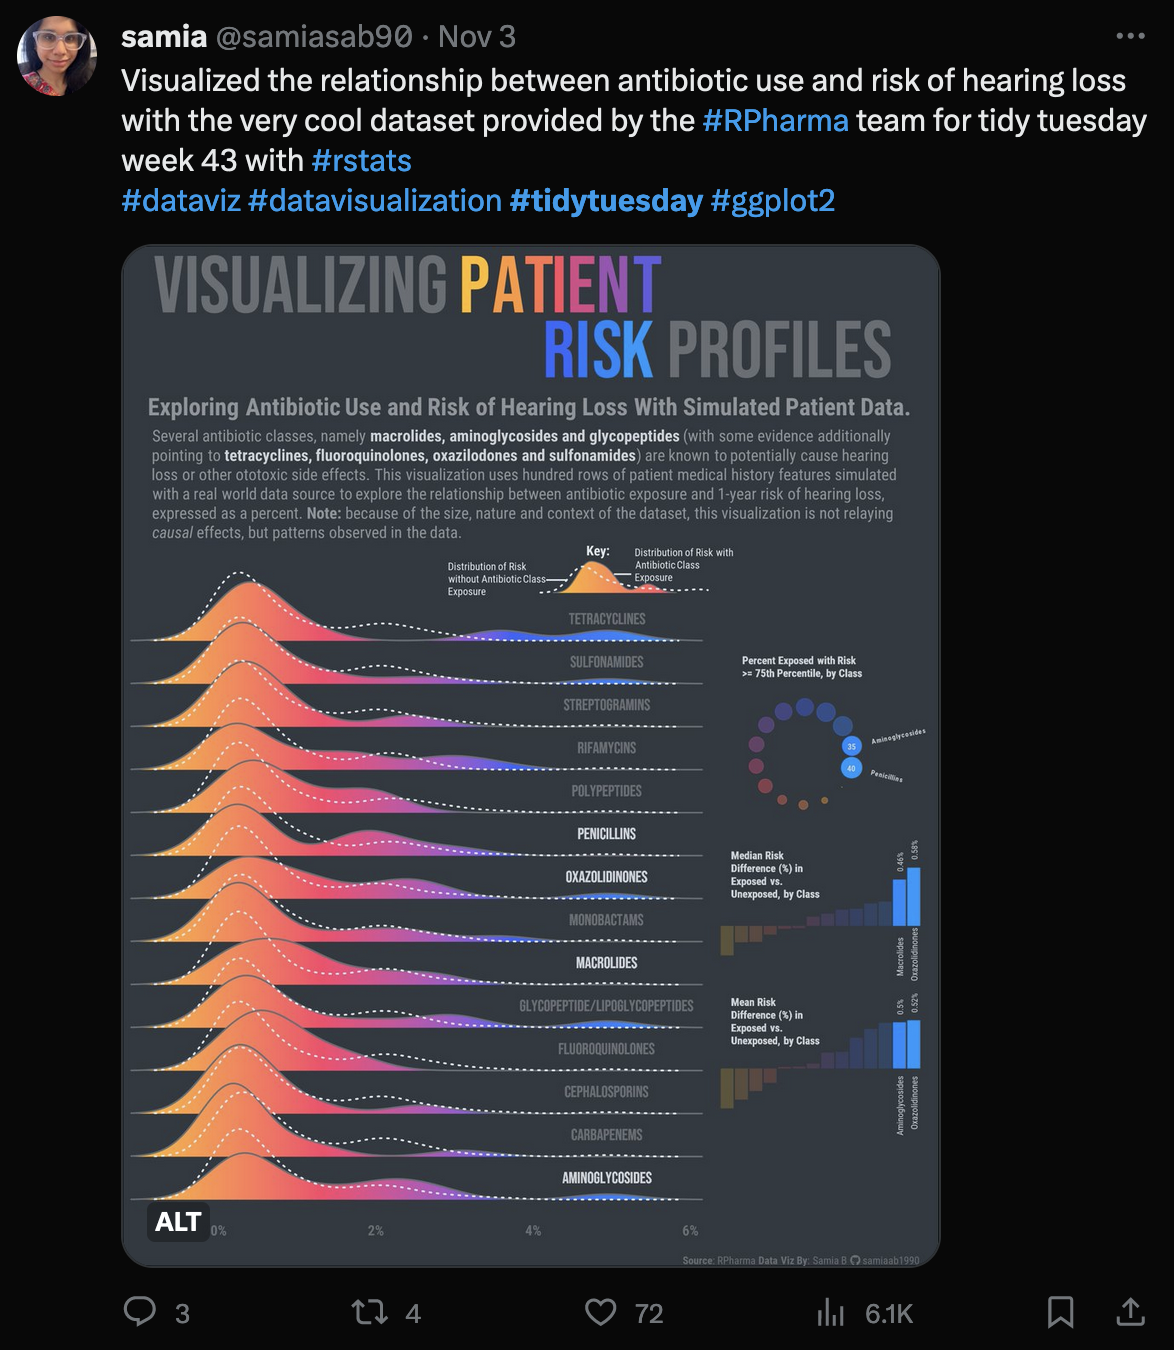 samia @samiasab90 · Nov 3
Visualized the relationship between antibiotic use and risk of hearing loss
with the very cool dataset provided by the #RPharma team for tidy tuesday
week 43 with #rstats
#dataviz #datavisualization #tidytuesday #ggplot2
VISUALIZING PATIENT
RISK PROFILES
Exploring Antibiotic Use and Risk of Hearing Loss With Simulated Patient Data.
Several antibiotic classes, namely macrolides, aminoglycosides and glycopeptides (with some evidence additionally
pointing to tetracyclines, fluoroquinolones, oxazilodones and sulfonamides) are known to potentially cause hearing
loss or other ototoxic side effects. This visualization uses hundred rows of patient medical history features simulated
with a real world data source to explore the relationship between antibiotic exposure and 1-year risk of hearing loss,
expressed as a percent. Note: because of the size, nature and context of the dataset, this visualization is not relaying
causal effects, but patterns observed in the data.
Key:
Distribution of Risk
without Antibiotic Class
Exposure
Distribution of Risk with
Antibiotic Class
Exposure
TETRACYCLINES
SULFONAMIDES
STREPTOGRAMINS
RIFAMYCINS
POLYPEPTIDES
PENICILLINS
OXAZOLIDINONES
MONOBACTAMS
MACROLIDES
GLYCOPEPTIDE/LIPOGLYCOPEPTIDES
FLUOROQUINOLONES
CEPHALOSPORINS
CARBAPENEMS
AMINOGLYCOSIDES
0%
2%
4%
6%
Percent Exposed with Risk
>= 75th Percentile, by Class
35
Aminoglycosides
40
Penicillins
Median Risk
Difference (%) in
Exposed vs.
Unexposed, by Class
0.46%
0.58%
Macrolides
Oxazolidinones
Mean Risk
Difference (%) in
Exposed vs.
Unexposed, by Class
0.5%
0.52%
Aminoglycosides
Oxazolidinones
ALT
Source: RPharma Data Viz By: Samia B samiaab1990
3
4
72
6.1K